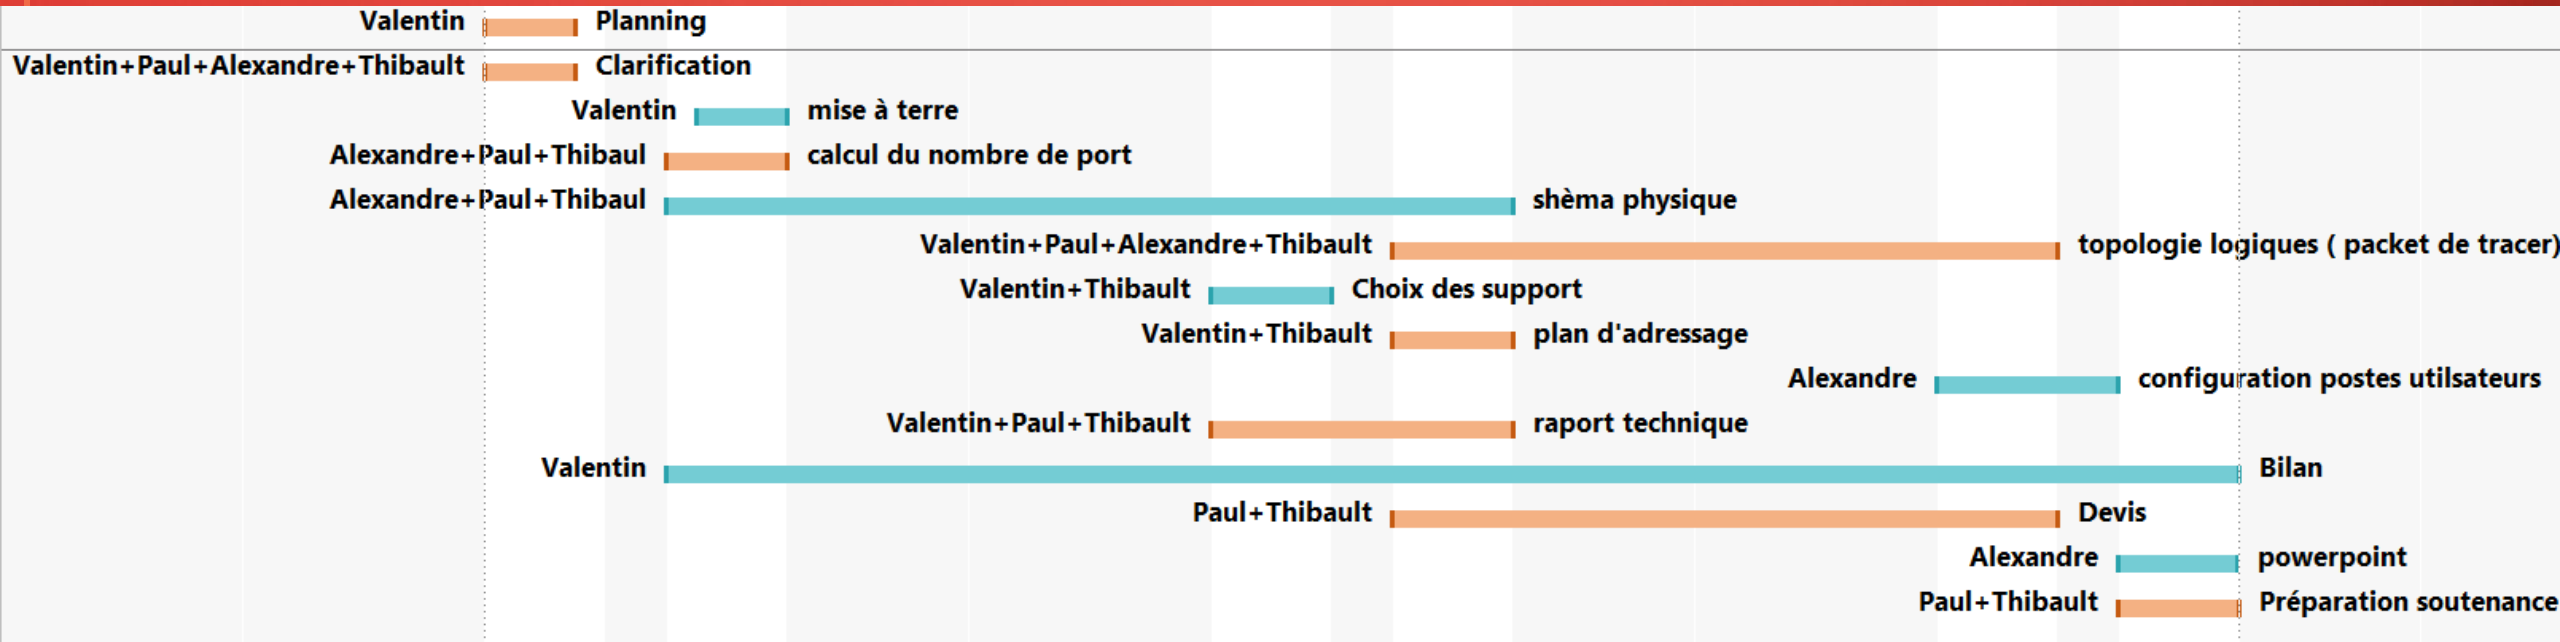 Valentin Planning
Valentin+Paul+Alexandre+Thibault Clarification
Valentin mise à terre
Alexandre+Paul+Thibaul calcul du nombre de port
Alexandre+Paul+Thibaul shèma physique
Valentin+Paul+Alexandre+Thibault topologie logiques ( packet de tracer)
Valentin+Thibault Choix des support
Valentin+Thibault plan d'adressage
Alexandre configuration postes utilsateurs
Valentin+Paul+Thibault raport technique
Valentin Bilan
Paul+Thibault Devis
Alexandre powerpoint
Paul+Thibault Préparation soutenance